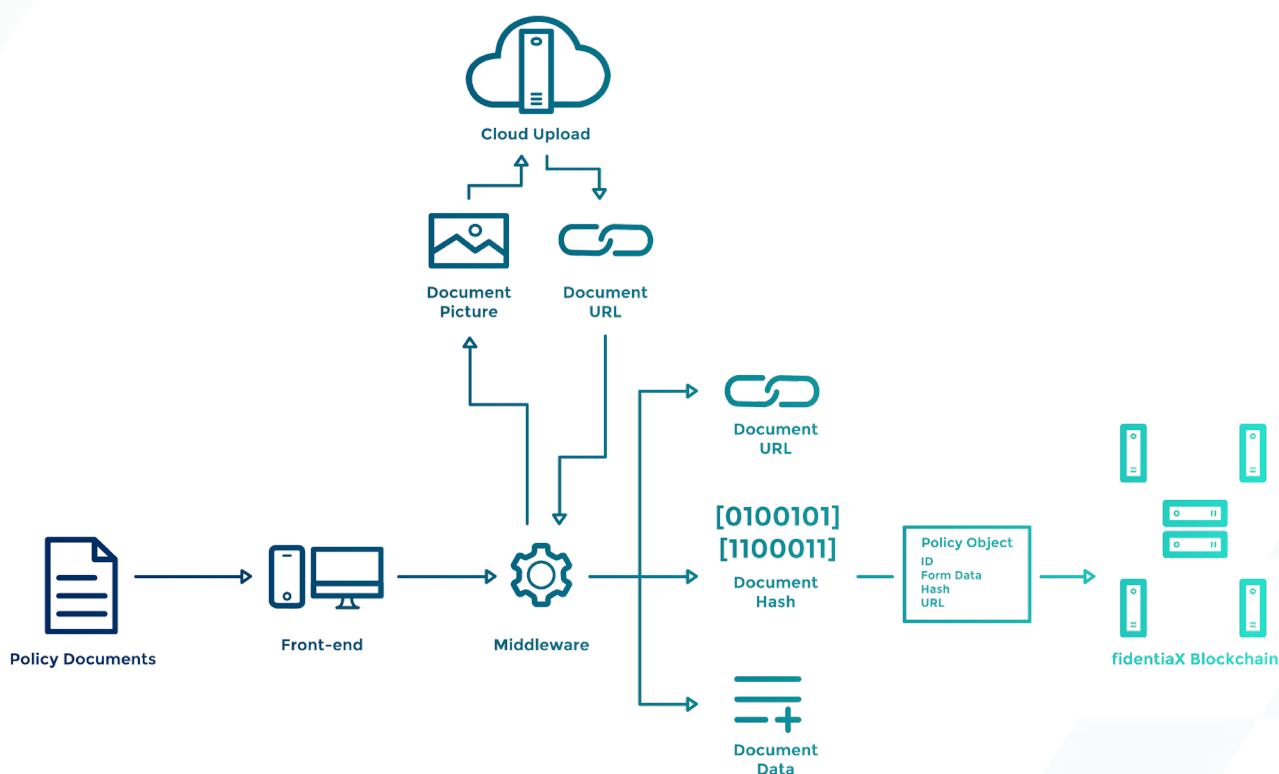 Cloud Upload
Document
Picture
Document
URL
Document
URL
[0100101]
[1100011]
Document
Hash
Policy Object
ID
Form Data
Hash
URL
Policy Documents
Front-end
Middleware
fidentiaX Blockchain
Document
Data